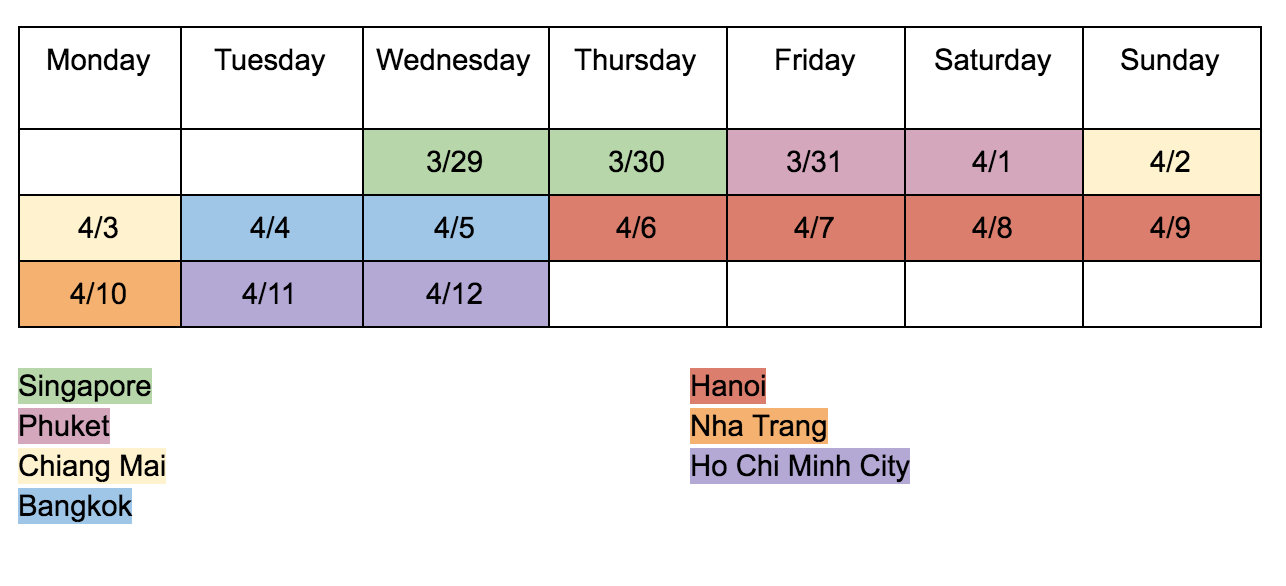 Monday Tuesday Wednesday Thursday Friday Saturday Sunday
3/29 3/30 3/31 4/1 4/2
4/3 4/4 4/5 4/6 4/7 4/8 4/9
4/10 4/11 4/12
Singapore
Phuket
Chiang Mai
Bangkok
Hanoi
Nha Trang
Ho Chi Minh City